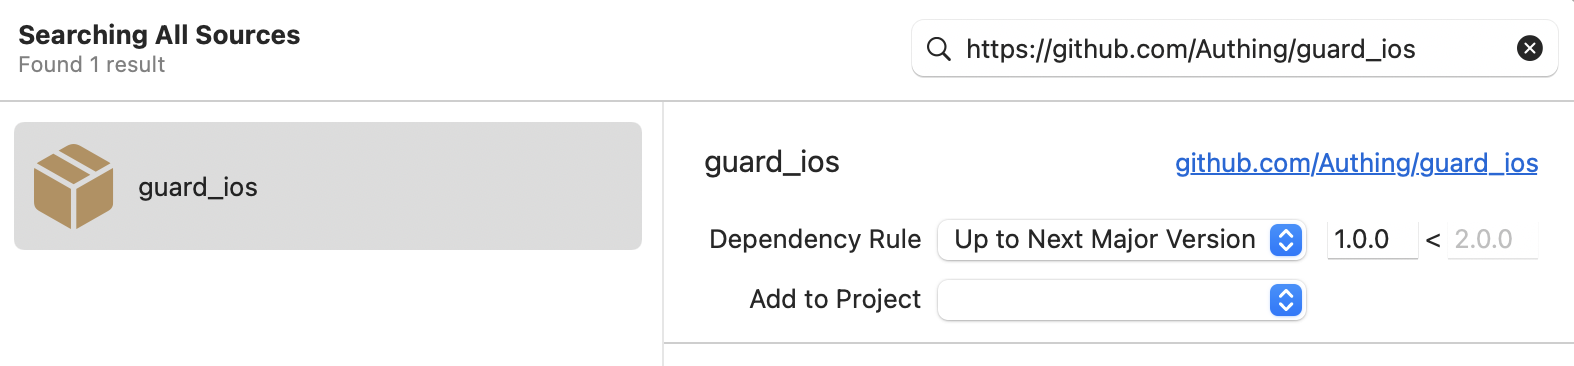 Searching All Sources
Found 1 result
https://github.com/Authing/guard_ios
guard_ios
guard_ios
github.com/Authing/guard_ios
Dependency Rule Up to Next Major Version 1.0.0 < 2.0.0
Add to Project